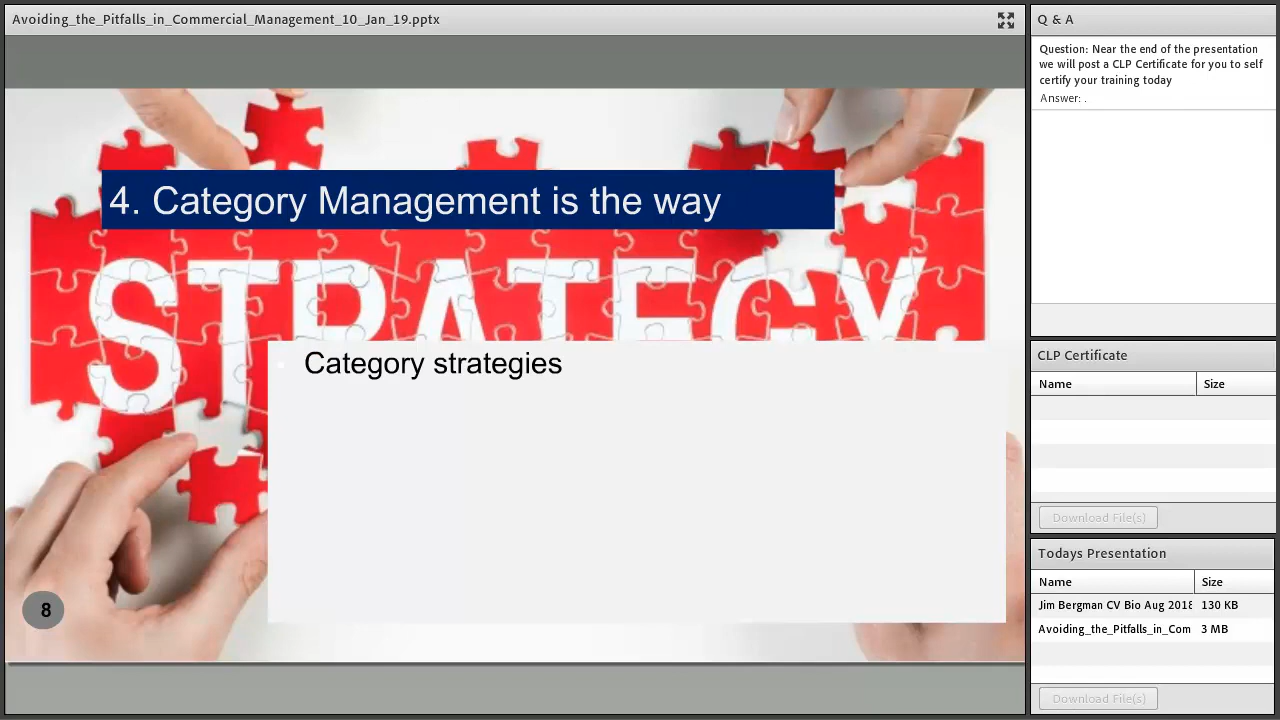 Avoiding_the_Pitfalls_in_Commercial_Management_10_Jan_19.pptx
4. Category Management is the way
STRATEGY
Category strategies
8
Q & A
Question: Near the end of the presentation
we will post a CLP Certificate for you to self
certify your training today
Answer: .
CLP Certificate
Name Size
Download File(s)
Todays Presentation
Name Size
Jim Bergman CV Bio Aug 2018 130 KB
Avoiding_the_Pitfalls_in_Com 3 MB
Download File(s)